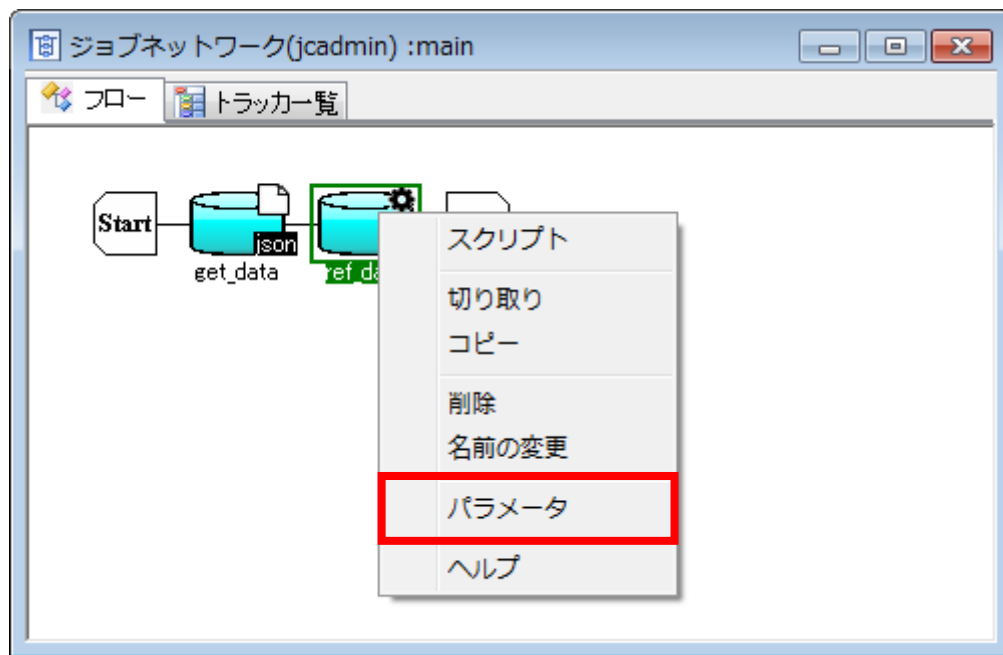 ジョブネットワーク(jcadmin) :main
フロー
トラッカ一覧
Start
json
get_data
スクリプト
切り取り
コピー
削除
名前の変更
パラメータ
ヘルプ